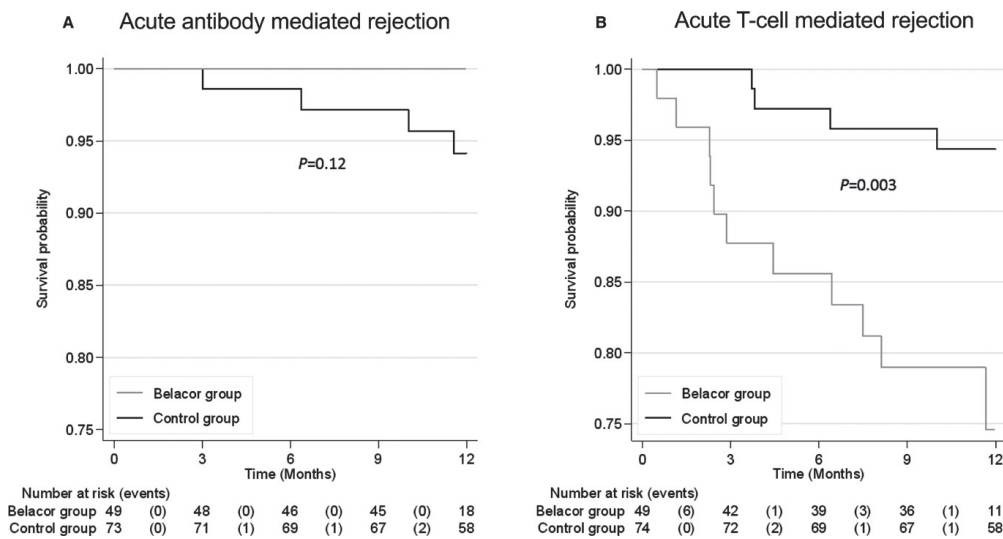 A Acute antibody mediated rejection
1.00
0.95
0.90
0.85
0.80
0.75
Survival probability
P=0.12
Belacor group
Control group
0 3 6 9 12
Time (Months)
Number at risk (events)
Belacor group 49 (0) 48 (0) 46 (0) 45 (0) 18
Control group 73 (0) 71 (1) 69 (1) 67 (2) 58
B Acute T-cell mediated rejection
1.00
0.95
0.90
0.85
0.80
0.75
Survival probability
P=0.003
Belacor group
Control group
0 3 6 9 12
Time (Months)
Number at risk (events)
Belacor group 49 (6) 42 (1) 39 (3) 36 (1) 11
Control group 74 (0) 72 (2) 69 (1) 67 (1) 58